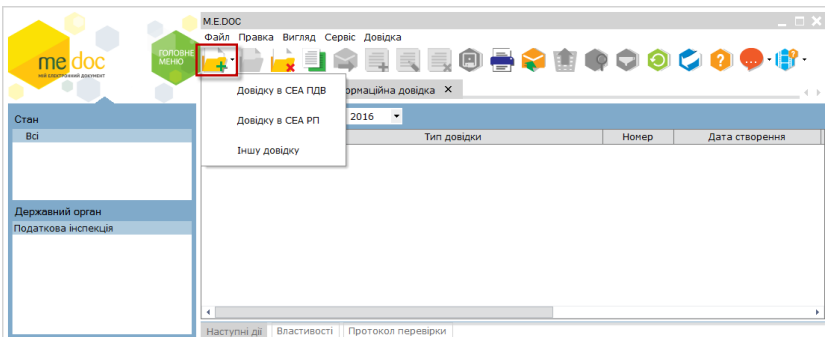 M.E.DOC
Файл Правка Вигляд Сервіс Довідка
me doc
мій електронний документ
ГОЛОВНЕ
МЕНЮ
Довідку в СЕА ПДВ
Довідку в СЕА РП
Іншу довідку
ормаційна довідка ×
2016
Стан
Всі
Тип довідки Номер Дата створення
Державний орган
Податкова інспекція
Наступні дії Властивості Протокол перевірки